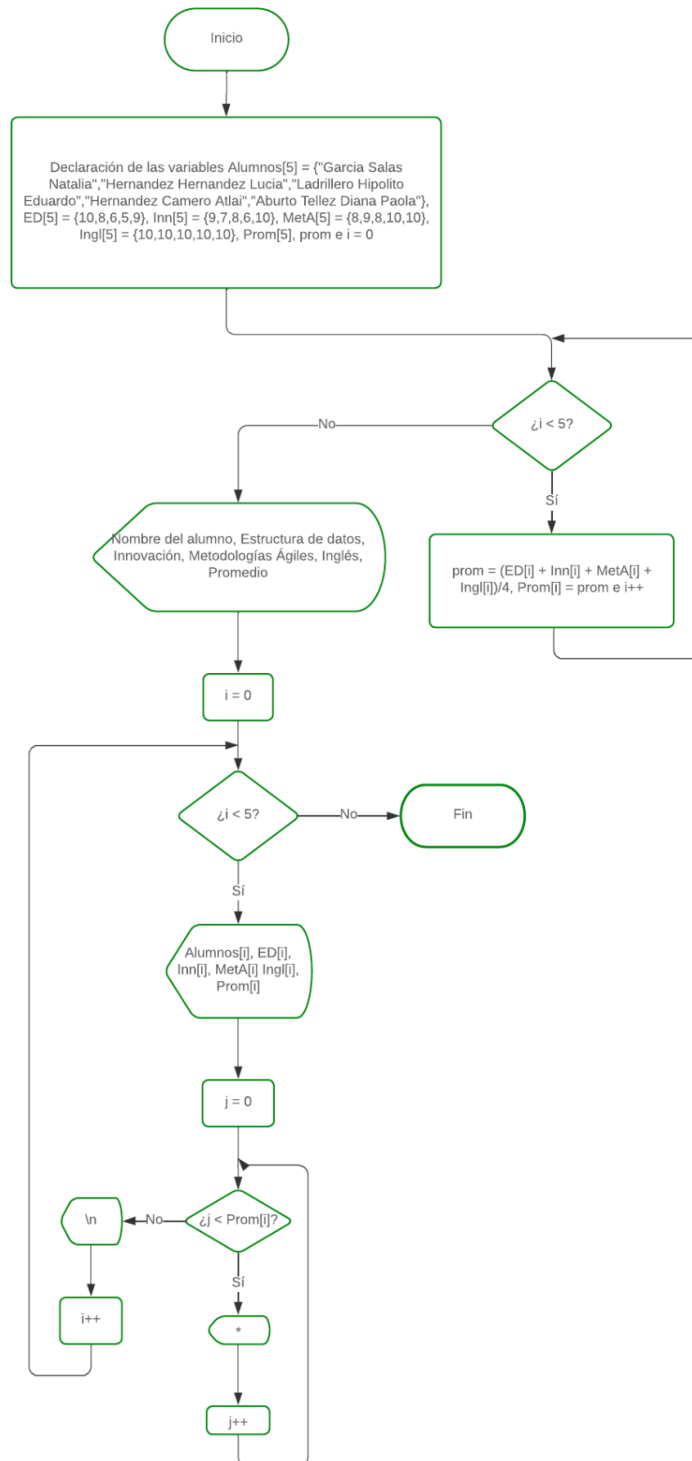 Inicio
Declaración de las variables Alumnos[5] = {"Garcia Salas
Natalia","Hernandez Hernandez Lucia","Ladrillero Hipolito
Eduardo","Hernandez Camero Atlai","Aburto Tellez Diana Paola"},
ED[5] = {10,8,6,5,9}, Inn[5] = {9,7,8,6,10}, MetA[5] = {8,9,8,10,10},
Ingl[5] = {10,10,10,10,10}, Prom[5], prom e i = 0
¿i < 5?
No
Sí
prom = (ED[i] + Inn[i] + MetA[i] +
Ingl[i])/4, Prom[i] = prom e i++
Nombre del alumno, Estructura de datos,
Innovación, Metodologías Ágiles, Inglés,
Promedio
i = 0
¿i < 5?
No
Fin
Sí
Alumnos[i], ED[i],
Inn[i], MetA[i] Ingl[i],
Prom[i]
j = 0
¿j < Prom[i]?
No
\n
i++
Sí
*
j++